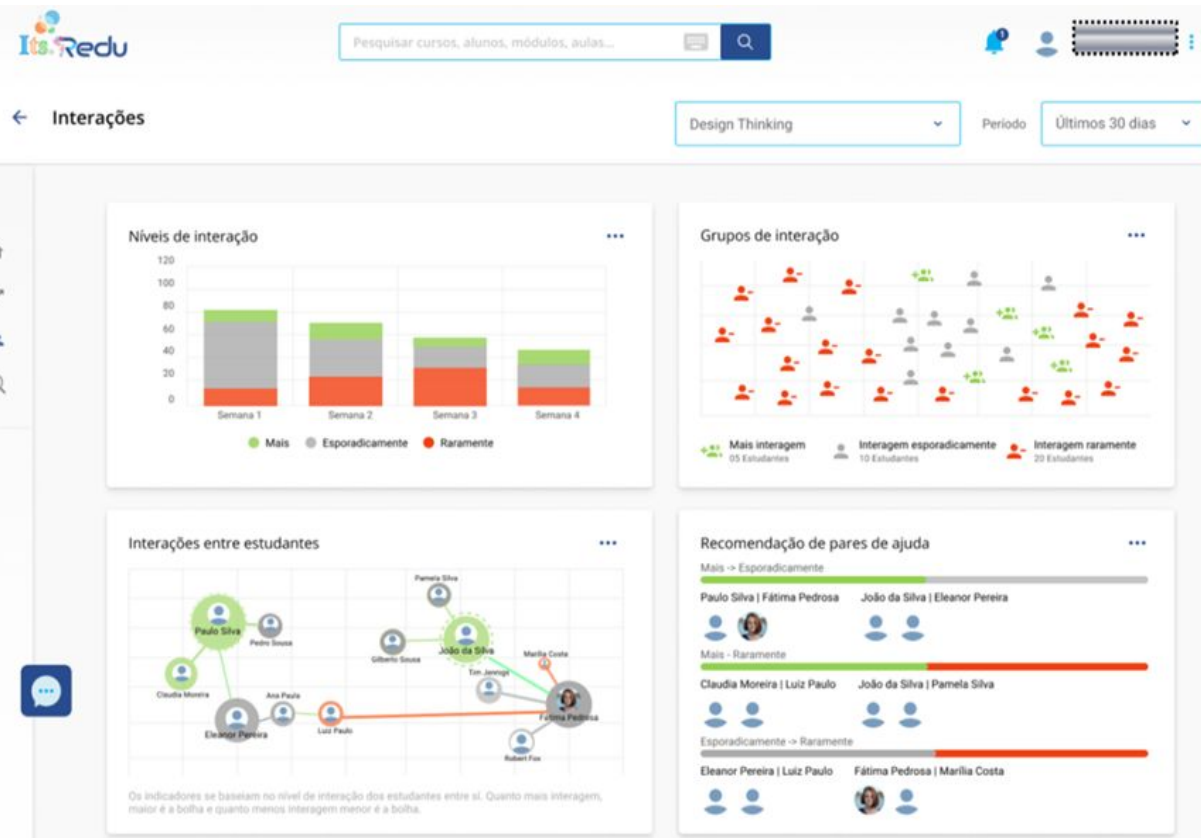 Its.Redu
Pesquisar cursos, alunos, módulos, aulas...
1
Interações
Design Thinking
Período
Últimos 30 dias
Níveis de interação
120
100
80
60
40
20
0
Semana 1 Semana 2 Semana 3 Semana 4
Mais Esporadicamente Raramente
Grupos de interação
Mais interagem
05 Estudantes
Interagem esporadicamente
10 Estudantes
Interagem raramente
20 Estudantes
Interações entre estudantes
Pamela Silva
Paulo Silva
Pedro Sousa
João da Silva
Gilberto Sousa
Marília Costa
Tim Jennigs
Claudia Moreira
Ana Paula
Eleanor Pereira
Luiz Paulo
Fátima Pedrosa
Robert Fox
Os indicadores se baseiam no nível de interação dos estudantes entre si. Quanto mais interagem,
maior é a bolha e quanto menos interagem menor é a bolha.
Recomendação de pares de ajuda
Mais -> Esporadicamente
Paulo Silva | Fátima Pedrosa João da Silva | Eleanor Pereira
Mais - Raramente
Claudia Moreira | Luiz Paulo João da Silva | Pamela Silva
Esporadicamente -> Raramente
Eleanor Pereira | Luiz Paulo Fátima Pedrosa | Marília Costa